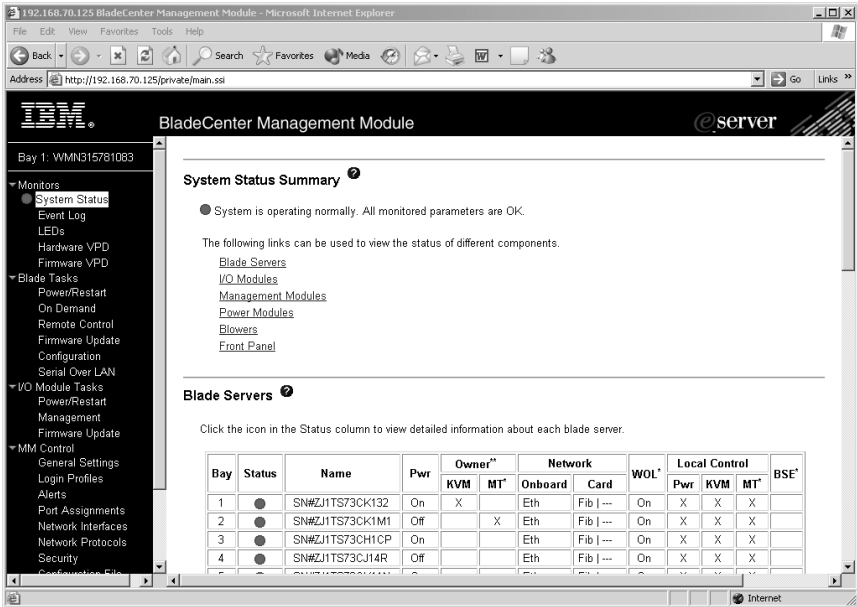 192.168.70.125 BladeCenter Management Module - Microsoft Internet Explorer
File Edit View Favorites Tools Help
Back Search Favorites Media
Address http://192.168.70.125/private/main.ssi Go Links »
IBM®
BladeCenter Management Module
@server
Bay 1: WMN315781083
Monitors
System Status
Event Log
LEDs
Hardware VPD
Firmware VPD
Blade Tasks
Power/Restart
On Demand
Remote Control
Firmware Update
Configuration
Serial Over LAN
I/O Module Tasks
Power/Restart
Management
Firmware Update
MM Control
General Settings
Login Profiles
Alerts
Port Assignments
Network Interfaces
Network Protocols
Security
Configuration File
System Status Summary ?
System is operating normally. All monitored parameters are OK.
The following links can be used to view the status of different components.
Blade Servers
I/O Modules
Management Modules
Power Modules
Blowers
Front Panel
Blade Servers ?
Click the icon in the Status column to view detailed information about each blade server.
Bay Status Name Pwr Owner** Network WOL* Local Control BSE*
KVM MT* Onboard Card Pwr KVM MT*
1 SN#ZJ1TS73CK132 On X Eth Fib | --- On X X X
2 SN#ZJ1TS73CK1M1 Off X Eth Fib | --- On X X X
3 SN#ZJ1TS73CH1CP On Eth Fib | --- On X X X
4 SN#ZJ1TS73CJ14R Off Eth Fib | --- On X X X
Internet